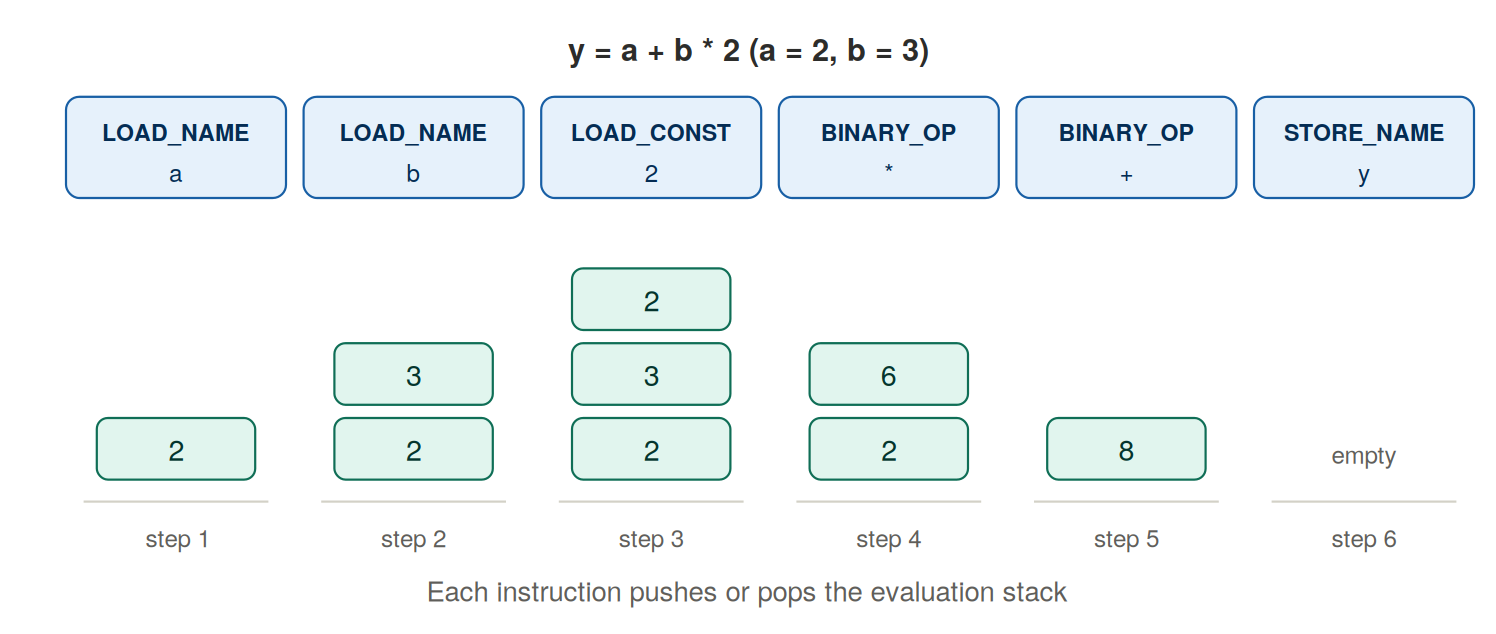 y = a + b * 2 (a = 2, b = 3)
LOAD_NAME LOAD_NAME LOAD_CONST BINARY_OP BINARY_OP STORE_NAME
a b 2 * + y
2
3 3 6
2 2 2 2 8 empty
step 1 step 2 step 3 step 4 step 5 step 6
Each instruction pushes or pops the evaluation stack